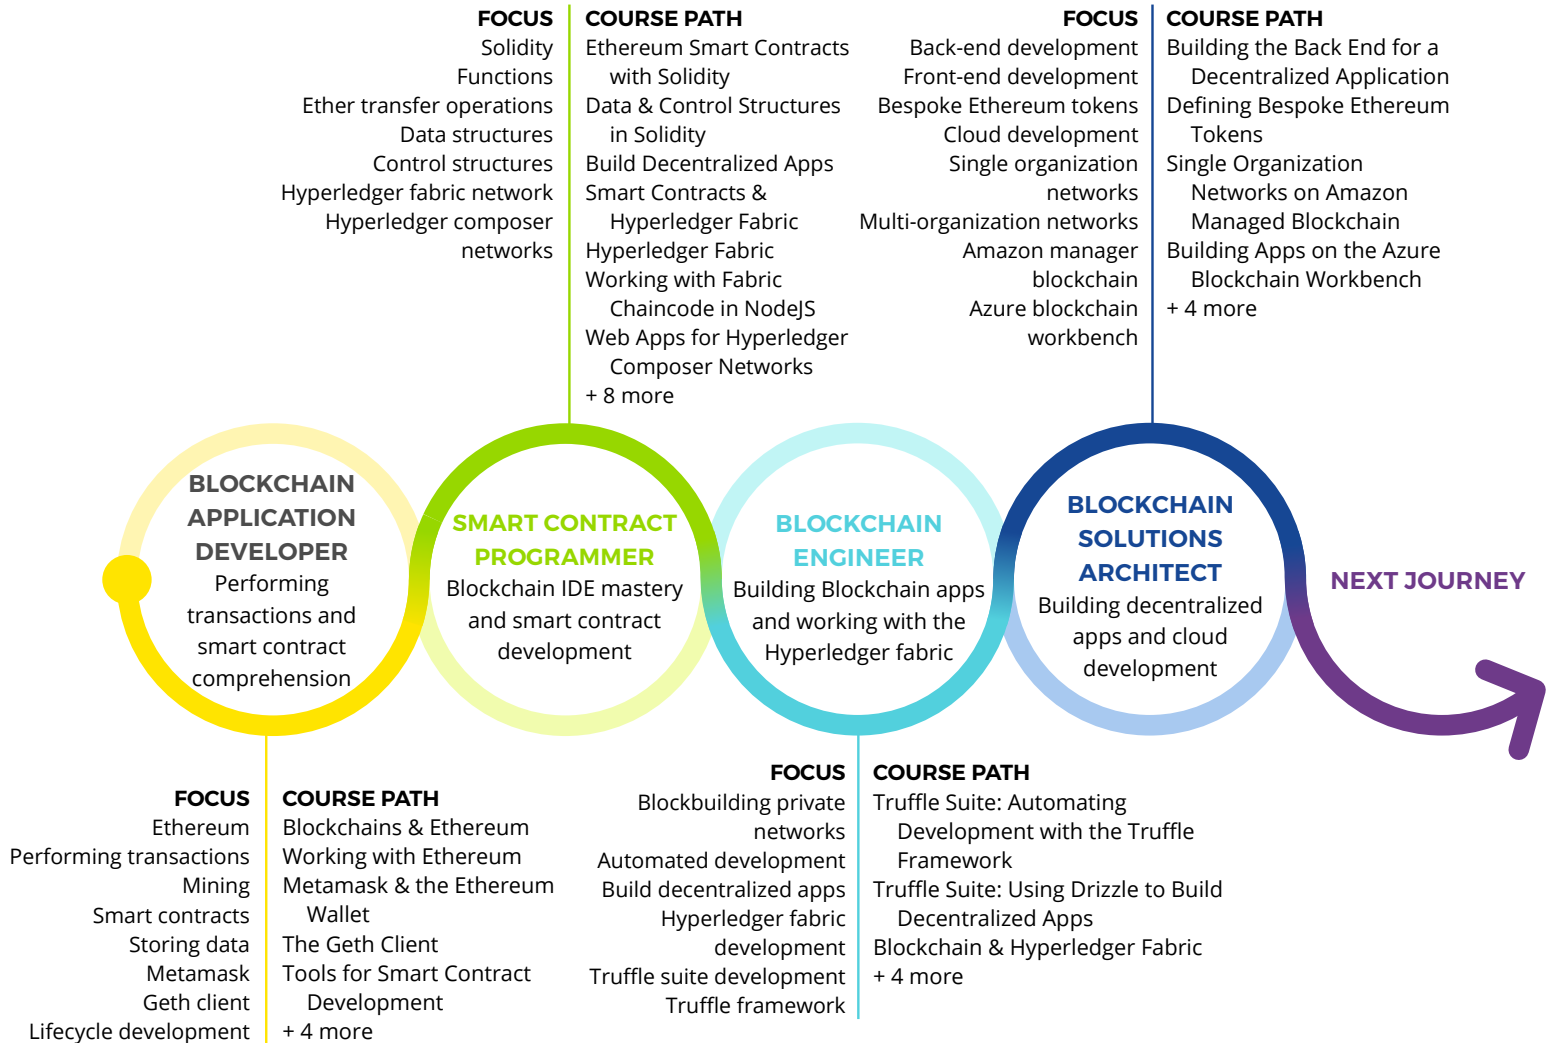 FOCUS
Solidity
Functions
Ether transfer operations
Data structures
Control structures
Hyperledger fabric network
Hyperledger composer
networks
COURSE PATH
Ethereum Smart Contracts
with Solidity
Data & Control Structures
in Solidity
Build Decentralized Apps
Smart Contracts &
Hyperledger Fabric
Hyperledger Fabric
Working with Fabric
Chaincode in NodeJS
Web Apps for Hyperledger
Composer Networks
+ 8 more
FOCUS
Back-end development
Front-end development
Bespoke Ethereum tokens
Cloud development
Single organization
networks
Multi-organization networks
Amazon manager
blockchain
Azure blockchain
workbench
COURSE PATH
Building the Back End for a
Decentralized Application
Defining Bespoke Ethereum
Tokens
Single Organization
Networks on Amazon
Managed Blockchain
Building Apps on the Azure
Blockchain Workbench
+ 4 more
BLOCKCHAIN
APPLICATION
DEVELOPER
Performing
transactions and
smart contract
comprehension
SMART CONTRACT
PROGRAMMER
Blockchain IDE mastery
and smart contract
development
BLOCKCHAIN
ENGINEER
Building Blockchain apps
and working with the
Hyperledger fabric
BLOCKCHAIN
SOLUTIONS
ARCHITECT
Building decentralized
apps and cloud
development
NEXT JOURNEY
FOCUS
Ethereum
Performing transactions
Mining
Smart contracts
Storing data
Metamask
Geth client
Lifecycle development
COURSE PATH
Blockchains & Ethereum
Working with Ethereum
Metamask & the Ethereum
Wallet
The Geth Client
Tools for Smart Contract
Development
+ 4 more
FOCUS
Blockbuilding private
networks
Automated development
Build decentralized apps
Hyperledger fabric
development
Truffle suite development
Truffle framework
COURSE PATH
Truffle Suite: Automating
Development with the Truffle
Framework
Truffle Suite: Using Drizzle to Build
Decentralized Apps
Blockchain & Hyperledger Fabric
+ 4 more